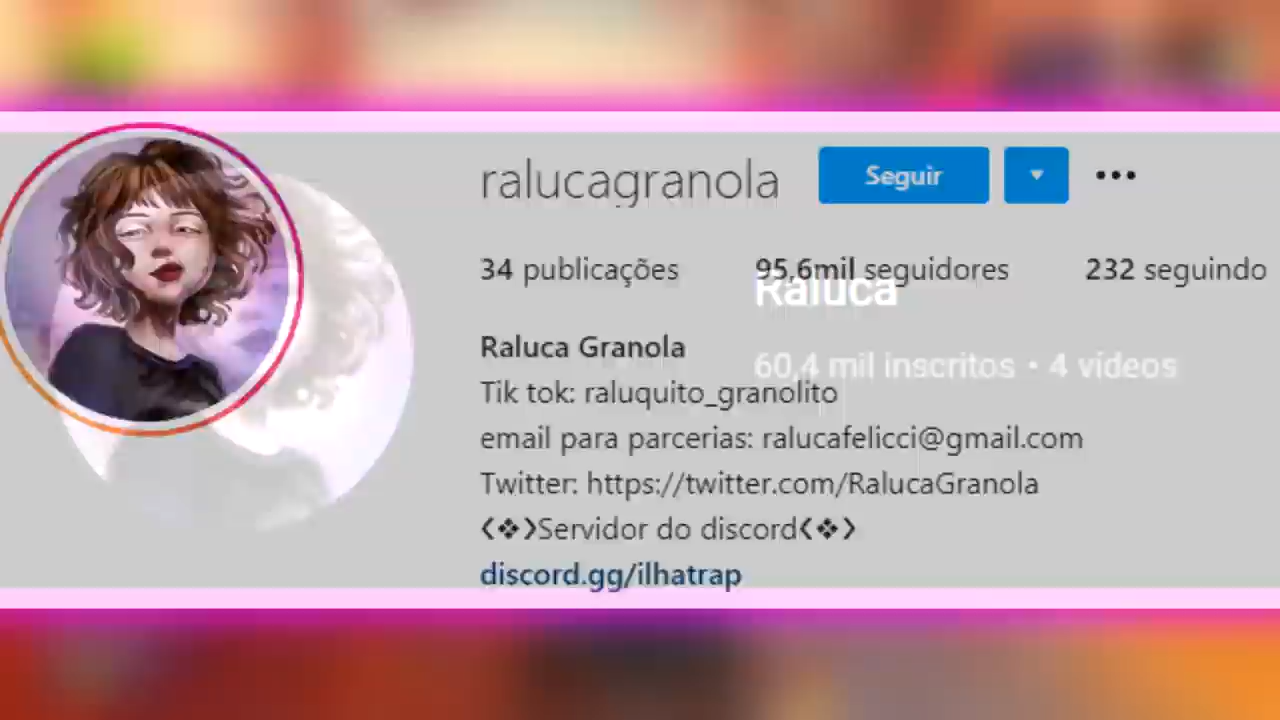 ralucagranola Seguir
34 publicações 95,6mil seguidores 232 seguindo
Raluca
Raluca Granola
60,4 mil inscritos • 4 vídeos
Tik tok: raluquito_granolito
email para parcerias: ralucafelicci@gmail.com
Twitter: https://twitter.com/RalucaGranola
❮❖❯Servidor do discord❮❖❯
discord.gg/ilhatrap